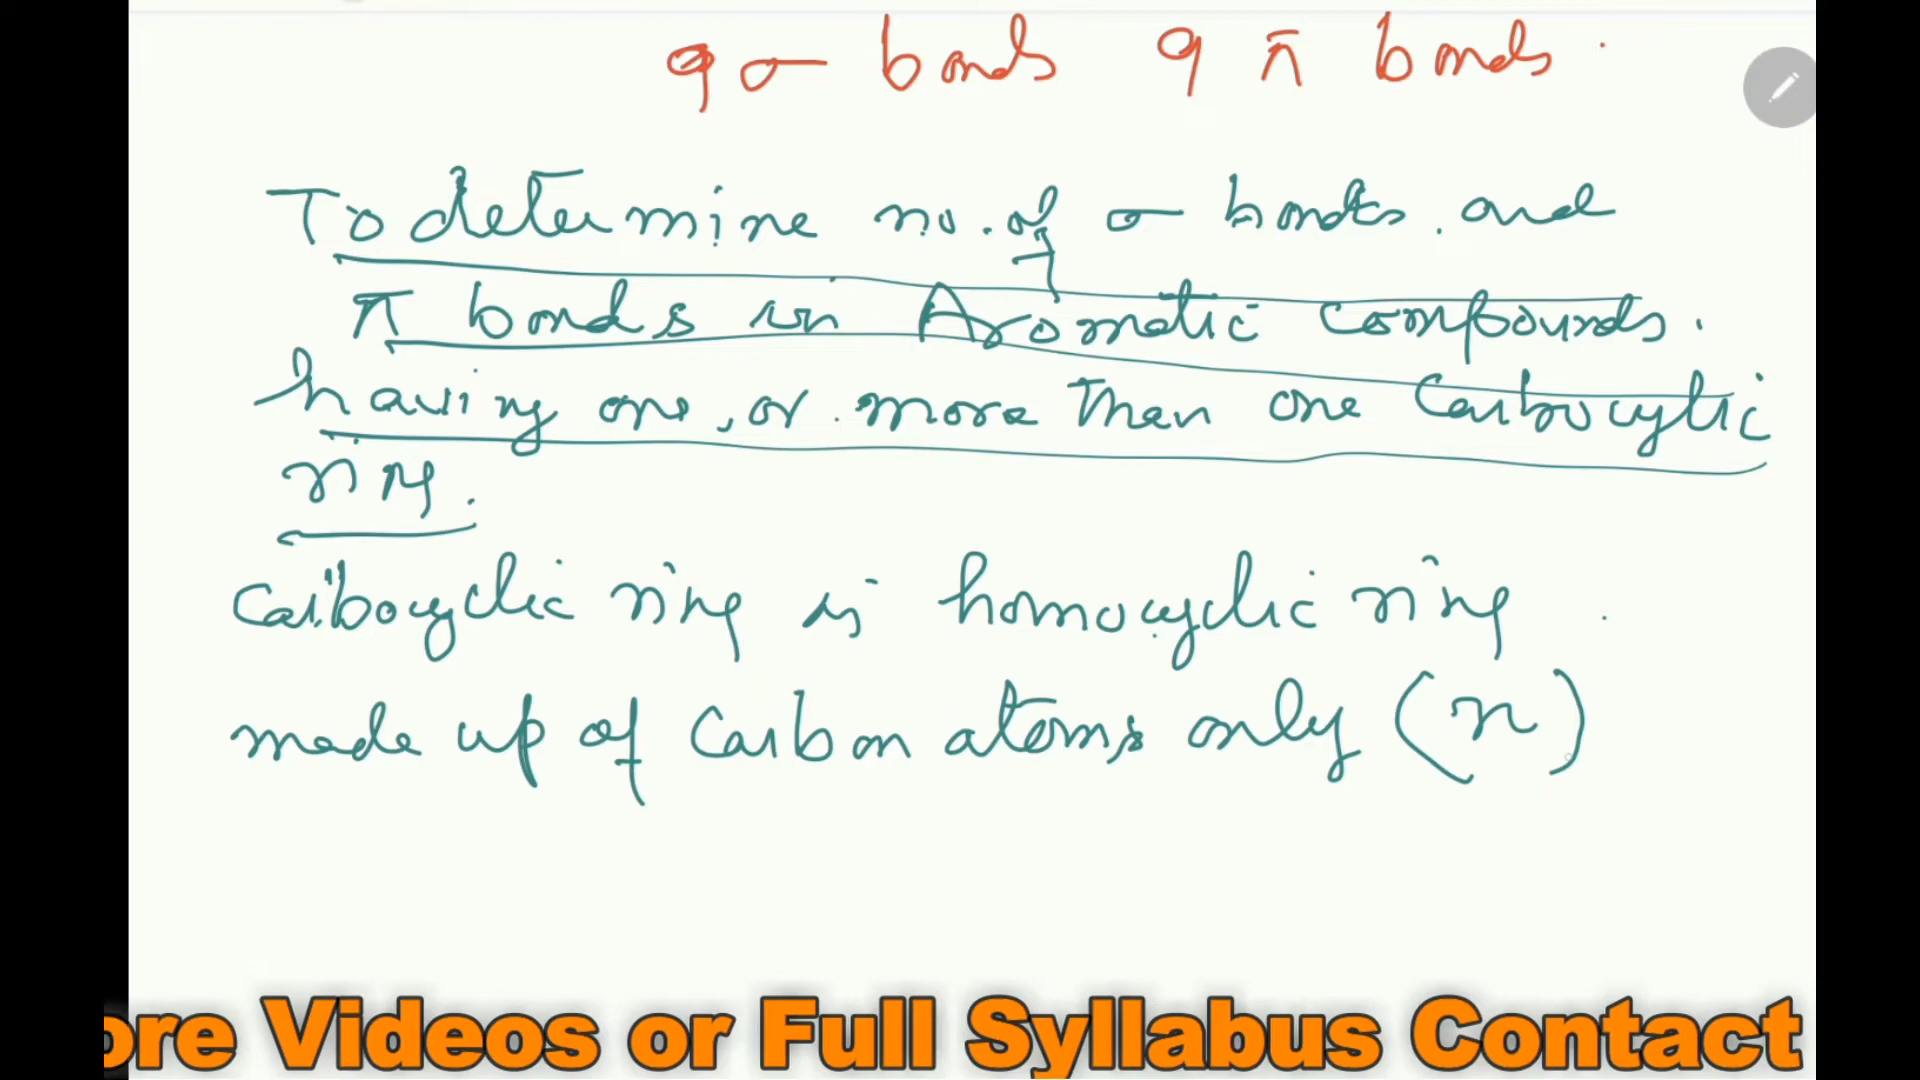 9 σ bonds 9 π bonds
To determine no. of σ bonds and
π bonds in Aromatic compounds.
having one, or more than one Carbocyclic
ring.
Carbocyclic ring is homocyclic ring
made up of Carbon atoms only (n)
ore Videos or Full Syllabus Contact